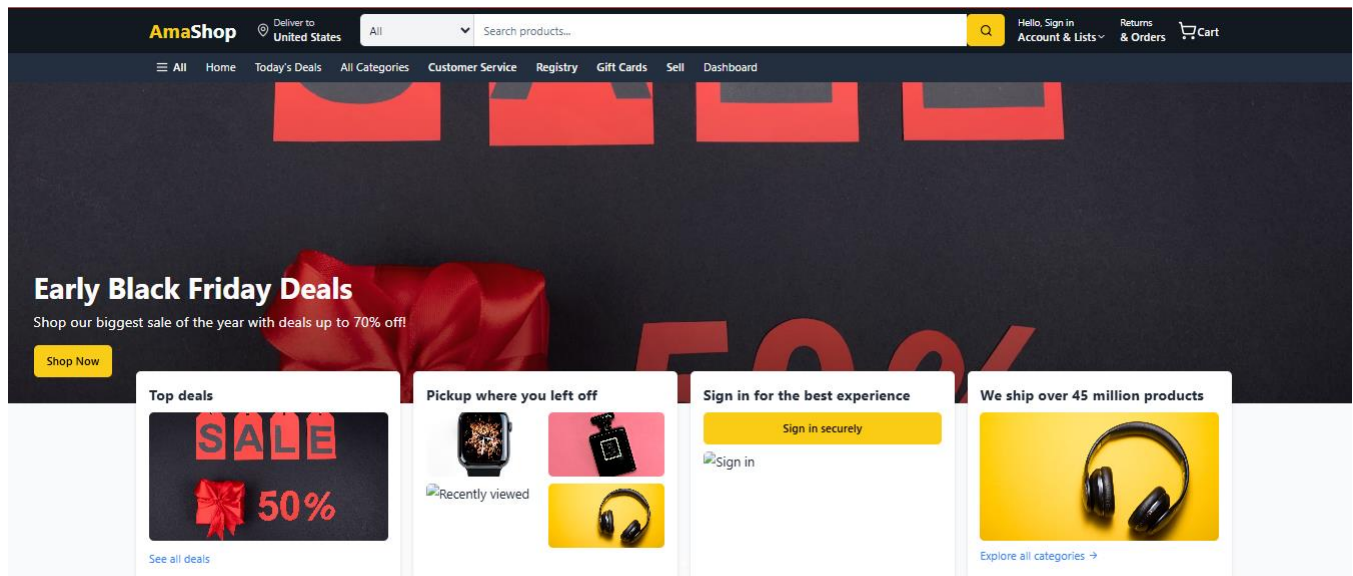 AmaShop
Deliver to
United States
All
Search products...
Hello, Sign in
Account & Lists
Returns
& Orders
Cart
All Home Today's Deals All Categories Customer Service Registry Gift Cards Sell Dashboard
SALE
Early Black Friday Deals
Shop our biggest sale of the year with deals up to 70% off!
50%
Shop Now
Top deals
SALE
50%
See all deals
Pickup where you left off
Recently viewed
Sign in for the best experience
Sign in securely
Sign in
We ship over 45 million products
Explore all categories →